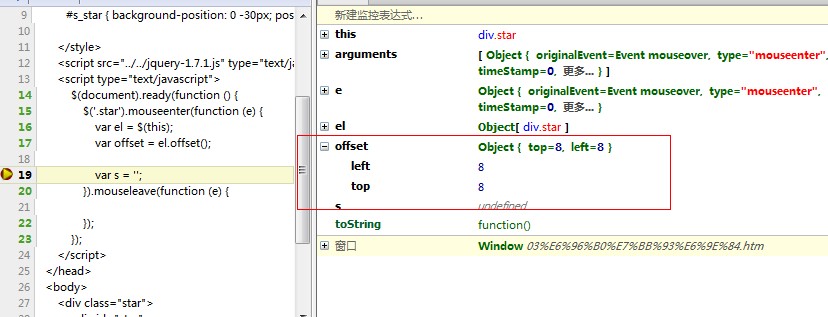 9 #s_star { background-position: 0 -30px; pos
10
11 </style>
12 <script src="../../jquery-1.7.1.js" type="text/j
13 <script type="text/javascript">
14 $(document).ready(function () {
15 $('.star').mouseenter(function (e) {
16 var el = $(this);
17 var offset = el.offset();
18
19 var s = '';
20 }).mouseleave(function (e) {
21
22 });
23 });
24 </script>
25 </head>
26 <body>
27 <div class="star">
新建监控表达式...
this div.star
arguments [ Object { originalEvent=Event mouseover, type="mouseenter",
timeStamp=0, 更多... } ]
e Object { originalEvent=Event mouseover, type="mouseenter",
timeStamp=0, 更多... }
el Object[ div.star ]
offset Object { top=8, left=8 }
left 8
top 8
s undefined
toString function()
窗口 Window 03%E6%96%B0%E7%BB%93%E6%9E%84.htm